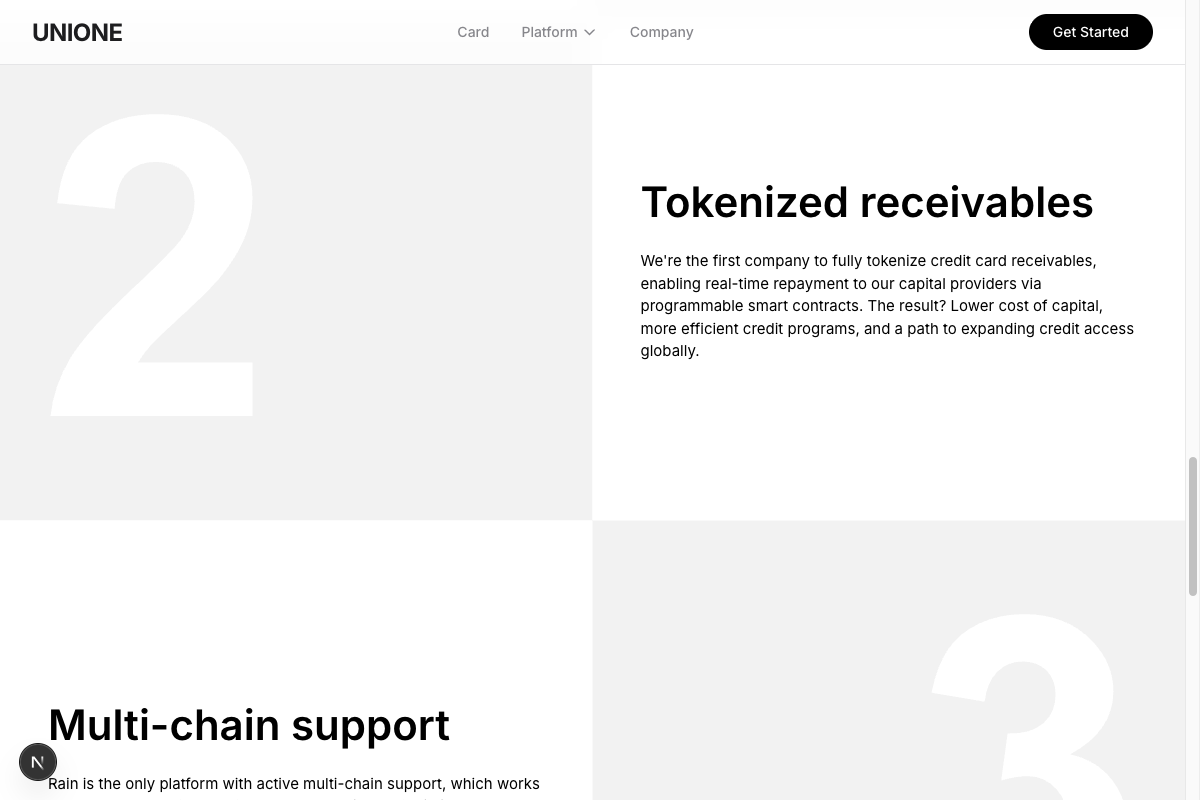 UNIONE
Card
Platform
Company
Get Started
2
Tokenized receivables
We're the first company to fully tokenize credit card receivables,
enabling real-time repayment to our capital providers via
programmable smart contracts. The result? Lower cost of capital,
more efficient credit programs, and a path to expanding credit access
globally.
3
Multi-chain support
N
Rain is the only platform with active multi-chain support, which works